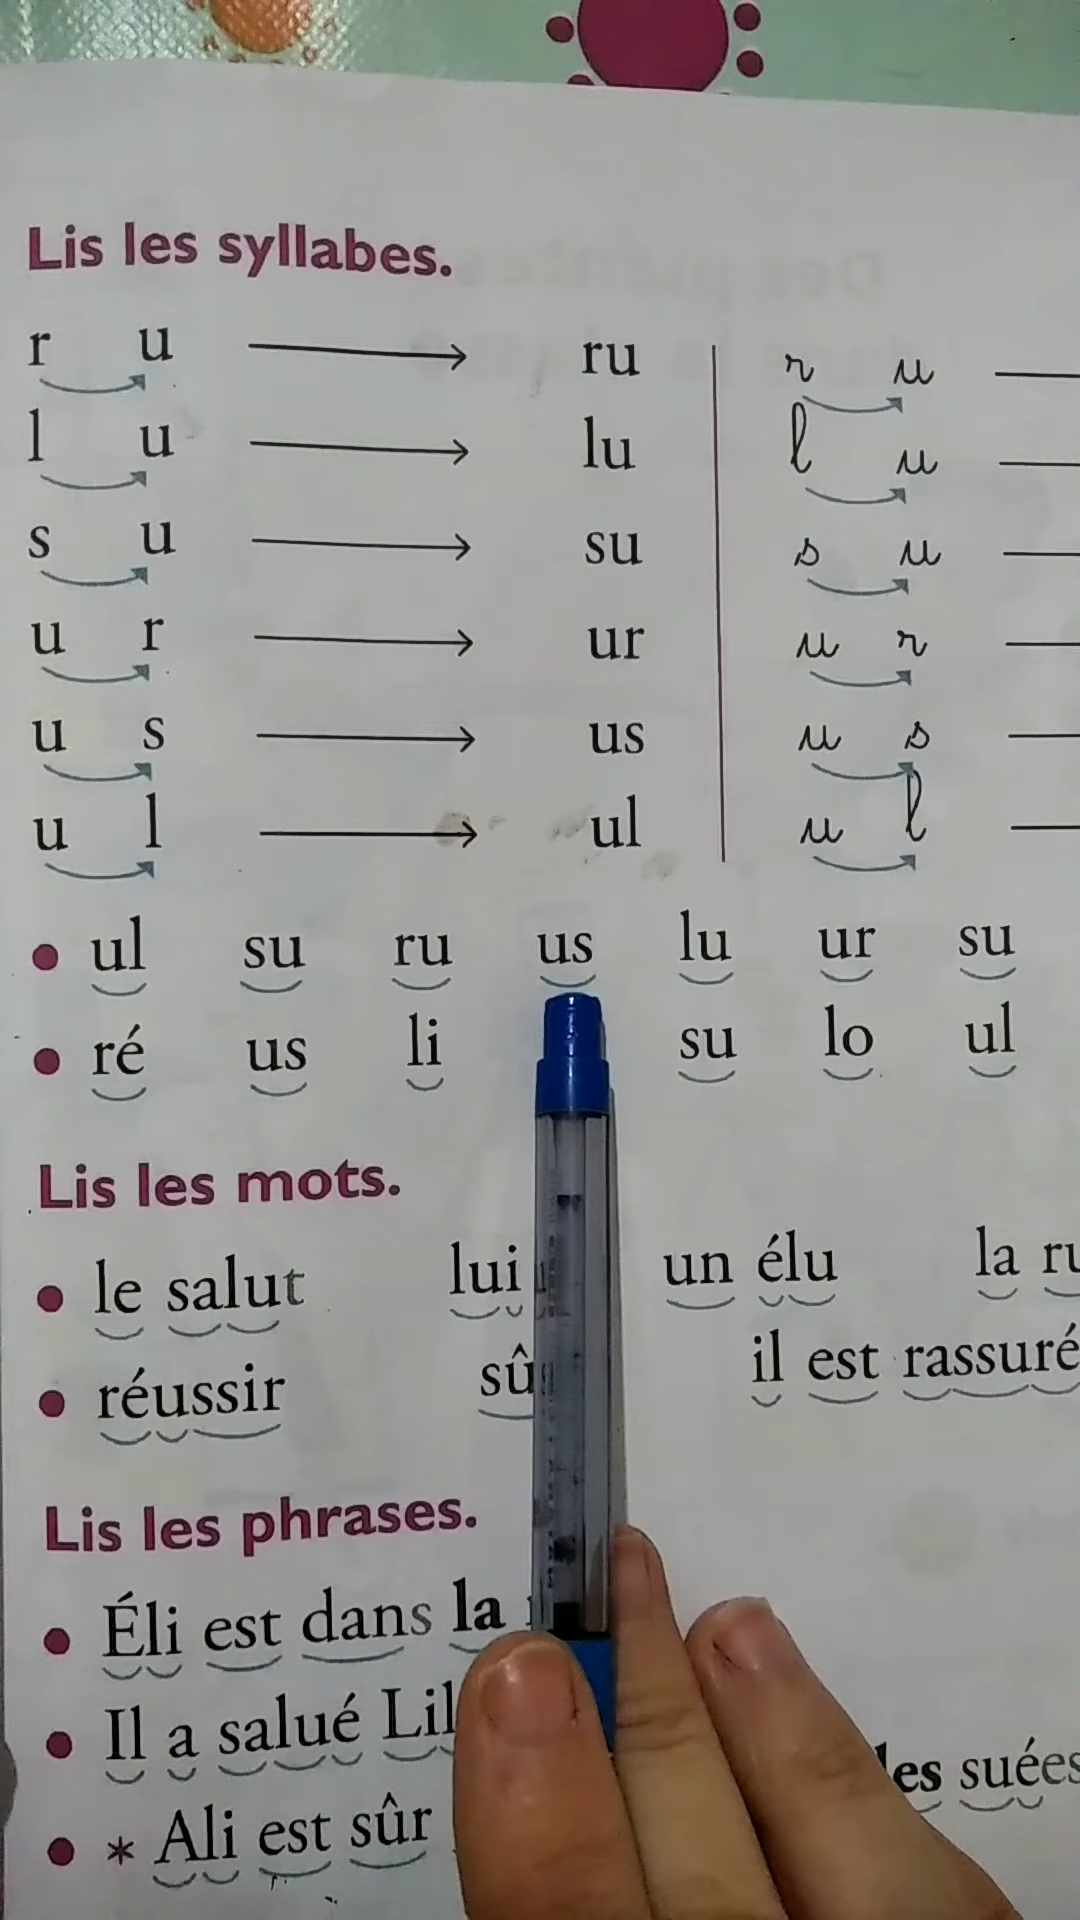 Lis les syllabes.
r u → ru r u
l u → lu l u
s u → su s u
u r → ur u r
u s → us u s
u l → ul u l
• ul su ru us lu ur su
• ré us li su lo ul
Lis les mots.
• le salut lui un élu la
• réussir il est rassuré
Lis les phrases.
• Éli est dans la
• Il a salué
les suées
• * Ali est sûr